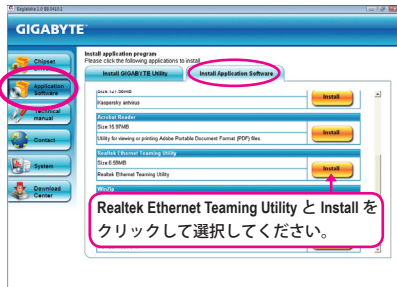 GIGABYTE™
Chipset
Application
Software
Technical
Manual
Contact
System
Download
Center
Install application program
Please click the following applications to install.
Install GIGABYTE Utility
Install Application Software
Kaspersky antivirus
Install
Acrobat Reader
Size:15.97MB
Utility for viewing or printing Adobe Portable Document Format (PDF) files.
Install
Realtek Ethernet Teaming Utility
Size:6.59MB
Realtek Ethernet Teaming Utility
Install
WinZip
Realtek Ethernet Teaming Utility と Install を
クリックして選択してください。